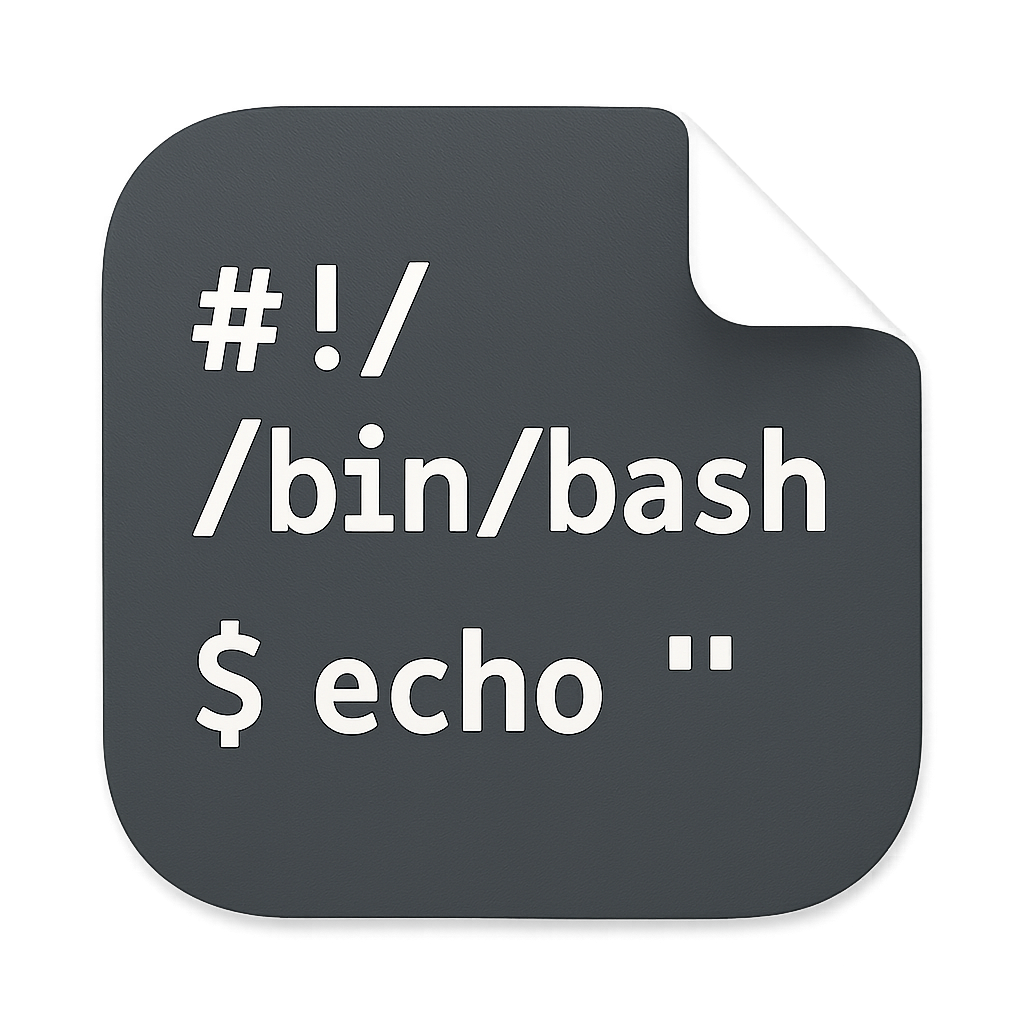 #!/
/bin/bash
$ echo "